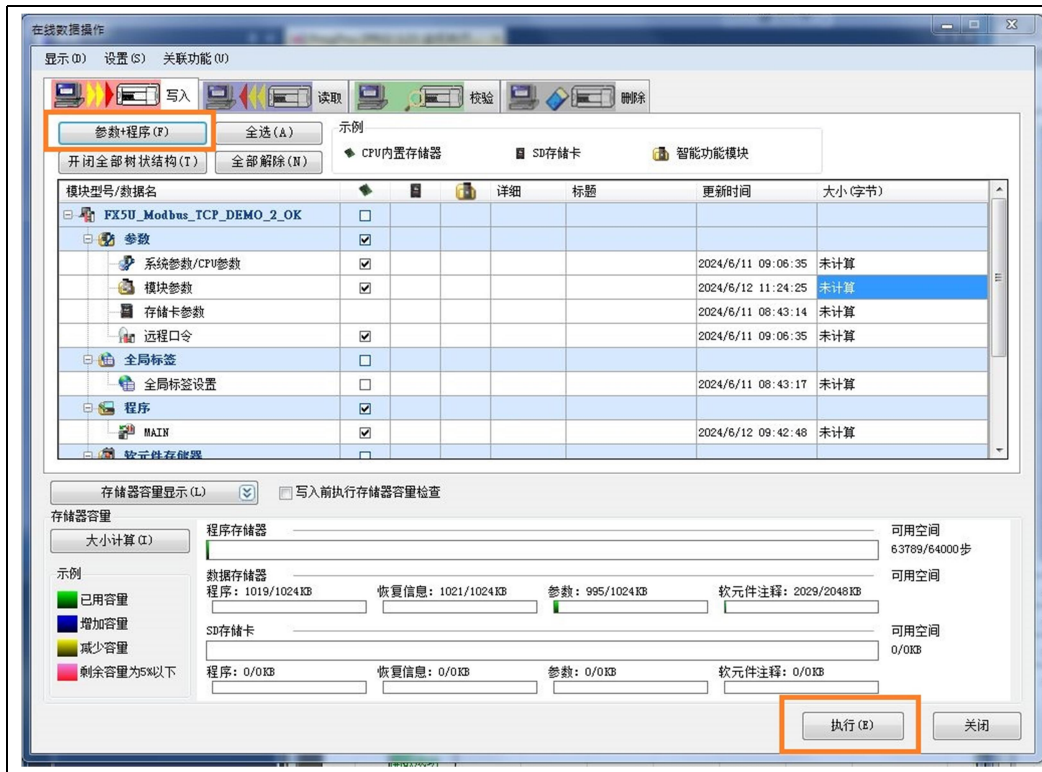 在线数据操作
显示(D) 设置(S) 关联功能(U)
写入 读取 校验 删除
参数+程序(F) 全选(A) 示例
CPU内置存储器 SD存储卡 智能功能模块
开闭全部树状结构(T) 全部解除(N)
模块型号/数据名 详细 标题 更新时间 大小(字节)
FX5U_Modbus_TCP_DEMO_2_OK
参数
系统参数/CPU参数 2024/6/11 09:06:35 未计算
模块参数 2024/6/12 11:24:25 未计算
存储卡参数 2024/6/11 08:43:14 未计算
远程口令 2024/6/11 09:06:35 未计算
全局标签
全局标签设置 2024/6/11 08:43:17 未计算
程序
MAIN 2024/6/12 09:42:48 未计算
软元件存储器
存储器容量显示(L) 写入前执行存储器容量检查
存储器容量
大小计算(I)
程序存储器 可用空间
63789/64000步
示例
已用容量
增加容量
减少容量
剩余容量为5%以下
数据存储器 可用空间
程序: 1019/1024KB 恢复信息: 1021/1024KB 参数: 995/1024KB 软元件注释: 2029/2048KB
SD存储卡 可用空间
0/0KB
程序: 0/0KB 恢复信息: 0/0KB 参数: 0/0KB 软元件注释: 0/0KB
执行(E) 关闭